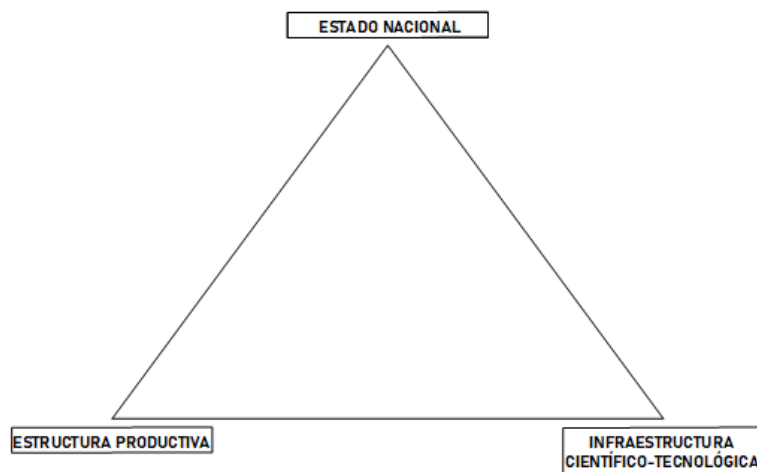 ESTADO NACIONAL
ESTRUCTURA PRODUCTIVA
INFRAESTRUCTURA
CIENTÍFICO-TECNOLÓGICA